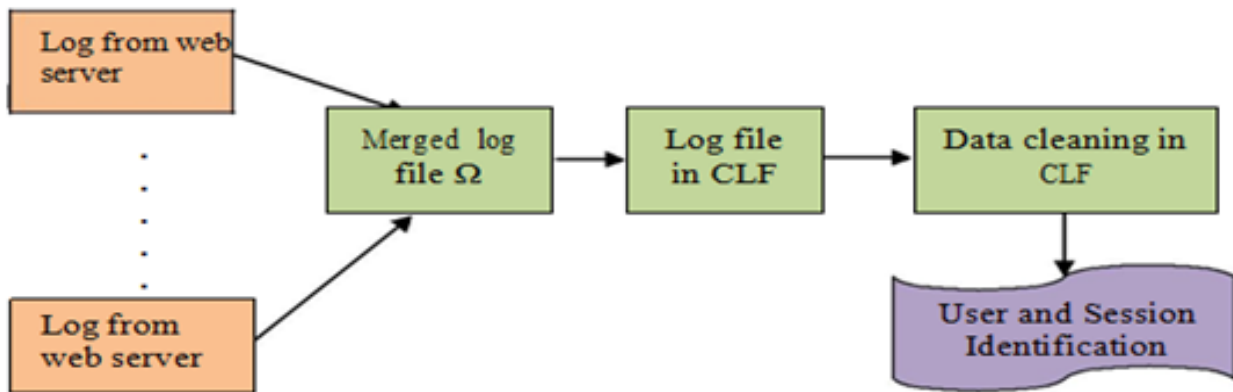 Log from web
server
Merged log
file Ω
Log file
in CLF
Data cleaning in
CLF
Log from
web server
User and Session
Identification